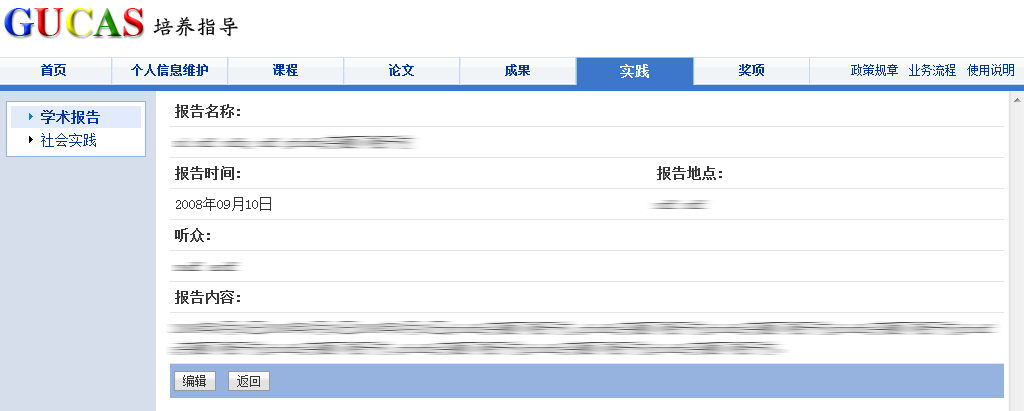 GUCAS 培养指导
首页 个人信息维护 课程 论文 成果 实践 奖项 政策规章 业务流程 使用说明
学术报告
社会实践
报告名称：
报告时间： 报告地点：
2008年09月10日
听众：
报告内容：
编辑 返回